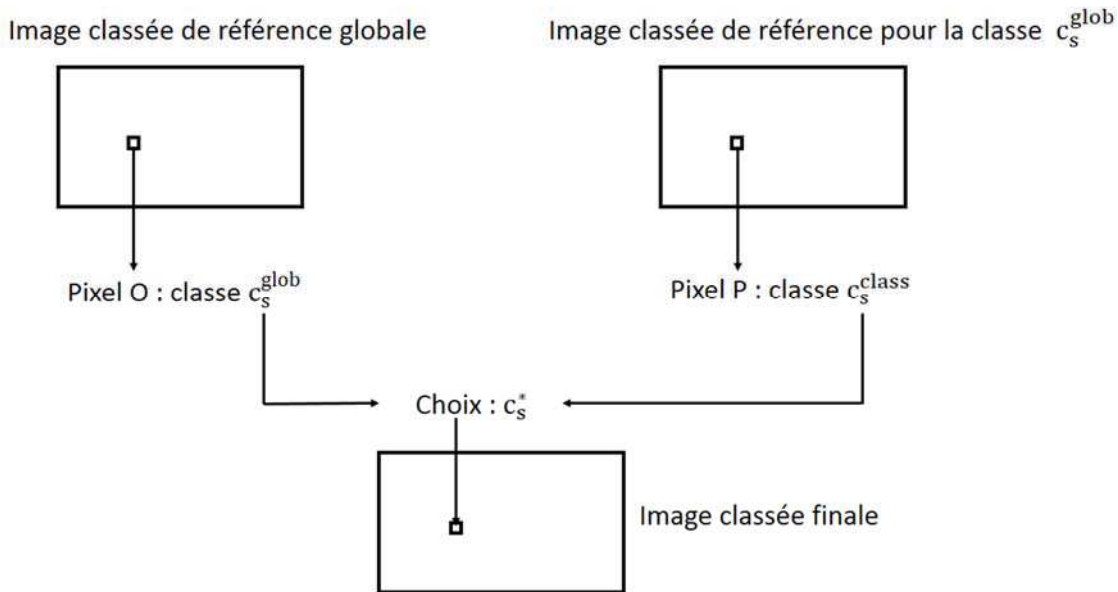 Image classée de référence globale
Image classée de référence pour la classe c_s^glob
Pixel O : classe c_s^glob
Pixel P : classe c_s^class
Choix : c_s^*
Image classée finale